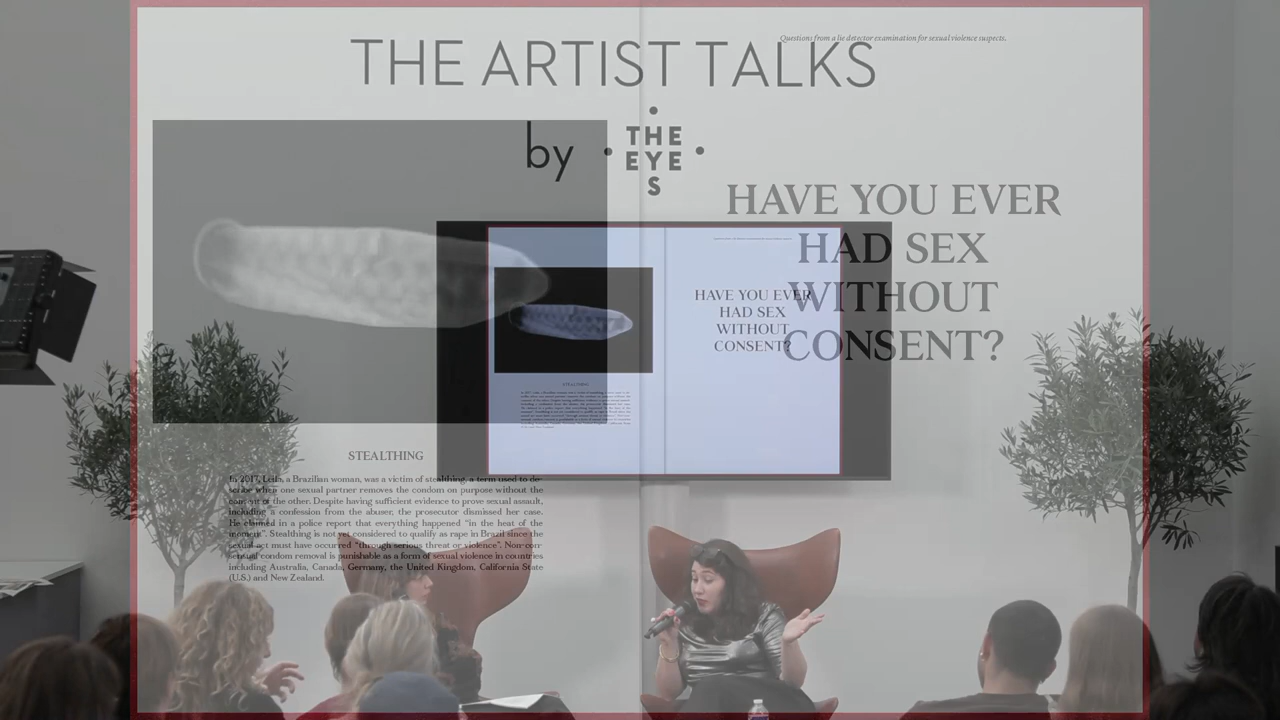 Questions from a lie detector examination for sexual violence suspects.
THE ARTIST TALKS
by
THE
EYE
S
HAVE YOU EVER
HAD SEX
WITHOUT
CONSENT?
HAVE YOU EVER
HAD SEX
WITHOUT
CONSENT?
STEALTHING
STEALTHING
In 2017, Leila, a Brazilian woman, was a victim of stealthing, a term used to de-
scribe when one sexual partner removes the condom on purpose without the
consent of the other. Despite having sufficient evidence to prove sexual assault,
including a confession from the abuser, the prosecutor dismissed her case.
He claimed in a police report that everything happened “in the heat of the
moment”. Stealthing is not yet considered to qualify as rape in Brazil since the
sexual act must have occurred “through serious threat or violence”. Non-con-
sensual condom removal is punishable as a form of sexual violence in countries
including Australia, Canada, Germany, the United Kingdom, California State
(U.S.) and New Zealand.